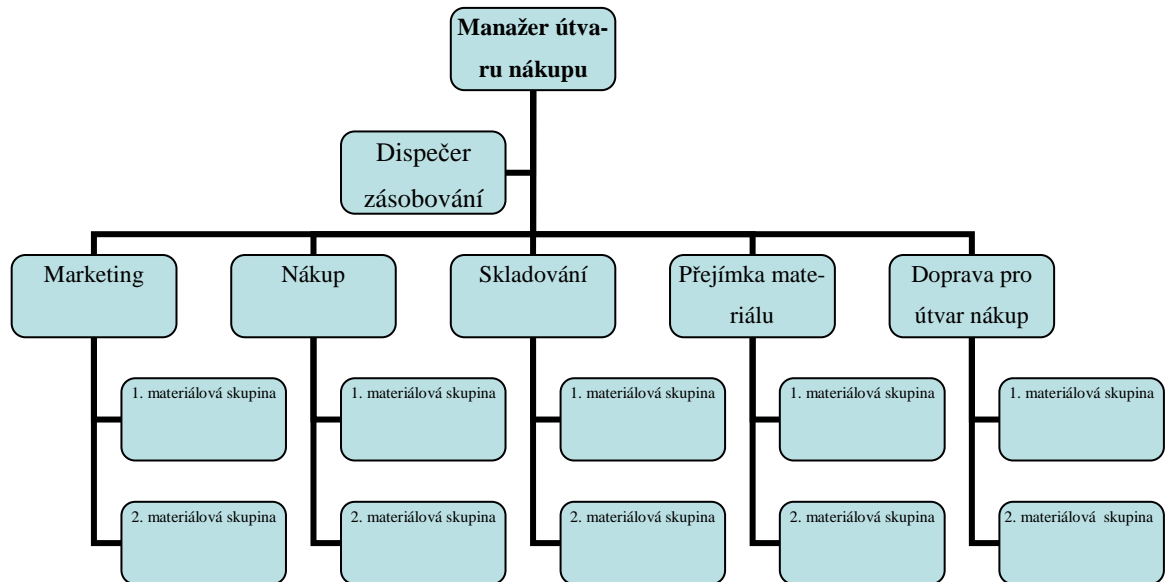 Manažer útva-
ru nákupu
Dispečer
zásobování
Marketing
Nákup
Skladování
Přejímka mate-
riálu
Doprava pro
útvar nákup
1. materiálová skupina
1. materiálová skupina
1. materiálová skupina
1. materiálová skupina
1. materiálová skupina
2. materiálová skupina
2. materiálová skupina
2. materiálová skupina
2. materiálová skupina
2. materiálová  skupina